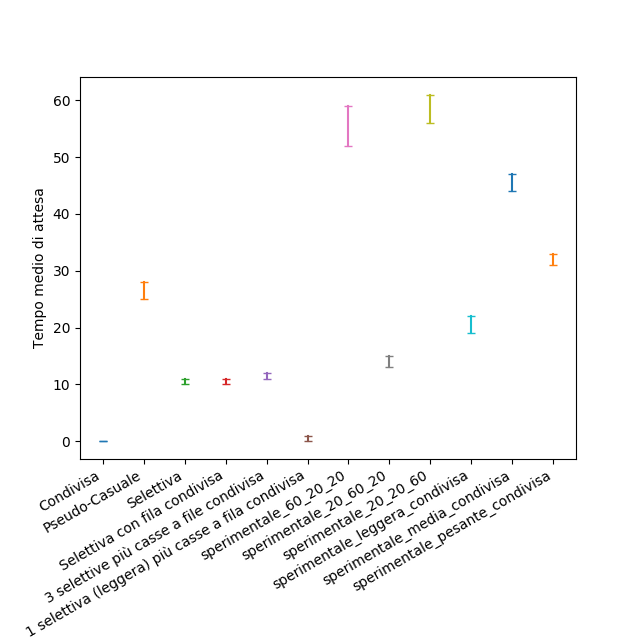 Tempo medio di attesa
60
50
40
30
20
10
0
Condivisa
Pseudo-Casuale
Selettiva
Selettiva con fila condivisa
3 selettive più casse a file condivisa
1 selettiva (leggera) più casse a fila condivisa
sperimentale_60_20_20
sperimentale_20_60_20
sperimentale_20_20_60
sperimentale_leggera_condivisa
sperimentale_media_condivisa
sperimentale_pesante_condivisa